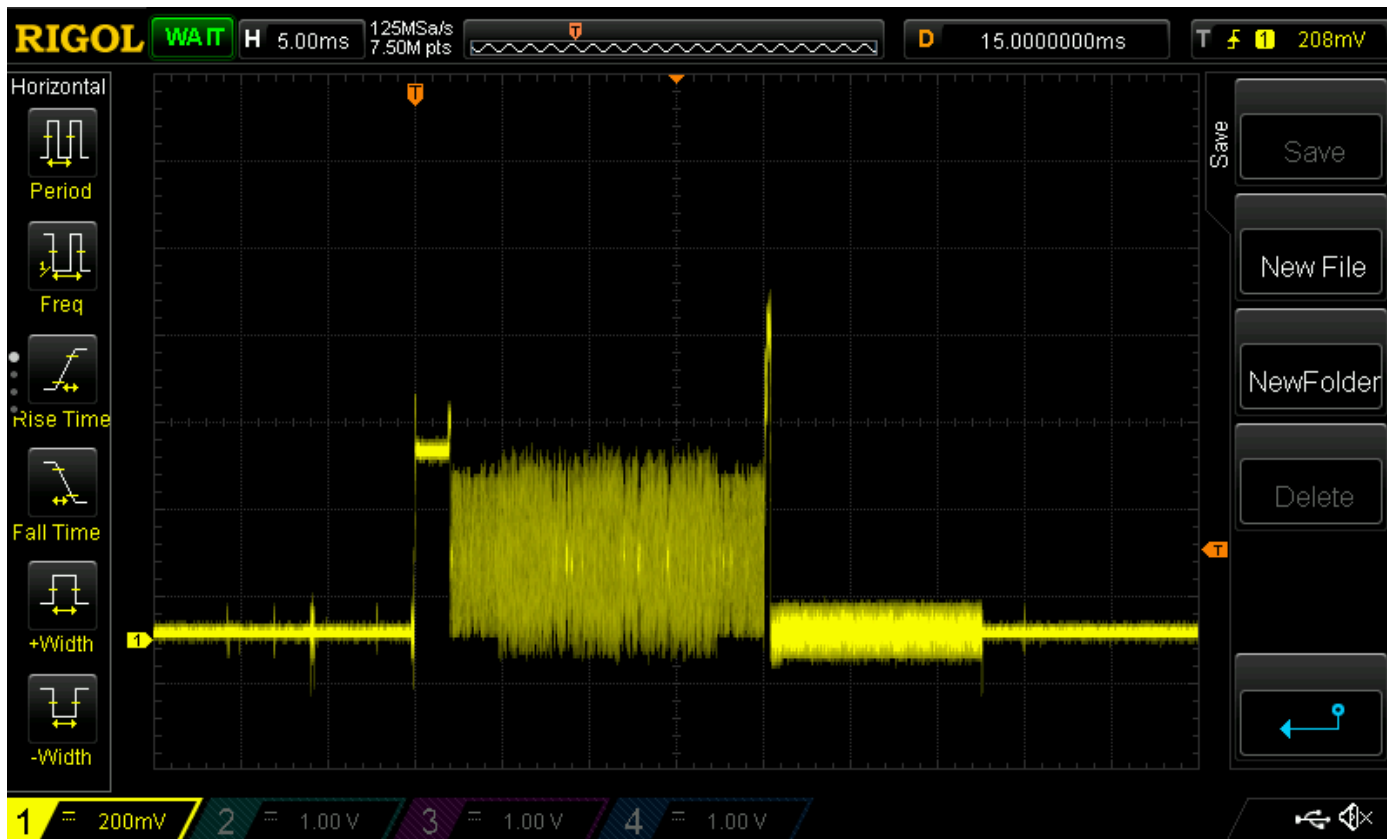 RIGOL WAIT H 5.00ms 125MSa/s D 15.0000000ms T 1 208mV
7.50M pts
T
Horizontal
T
Period
Freq
Rise Time
Fall Time
+Width
-Width
1
T
Save
Save
New File
NewFolder
Delete
1 200mV 2 1.00 V 3 1.00 V 4 1.00 V